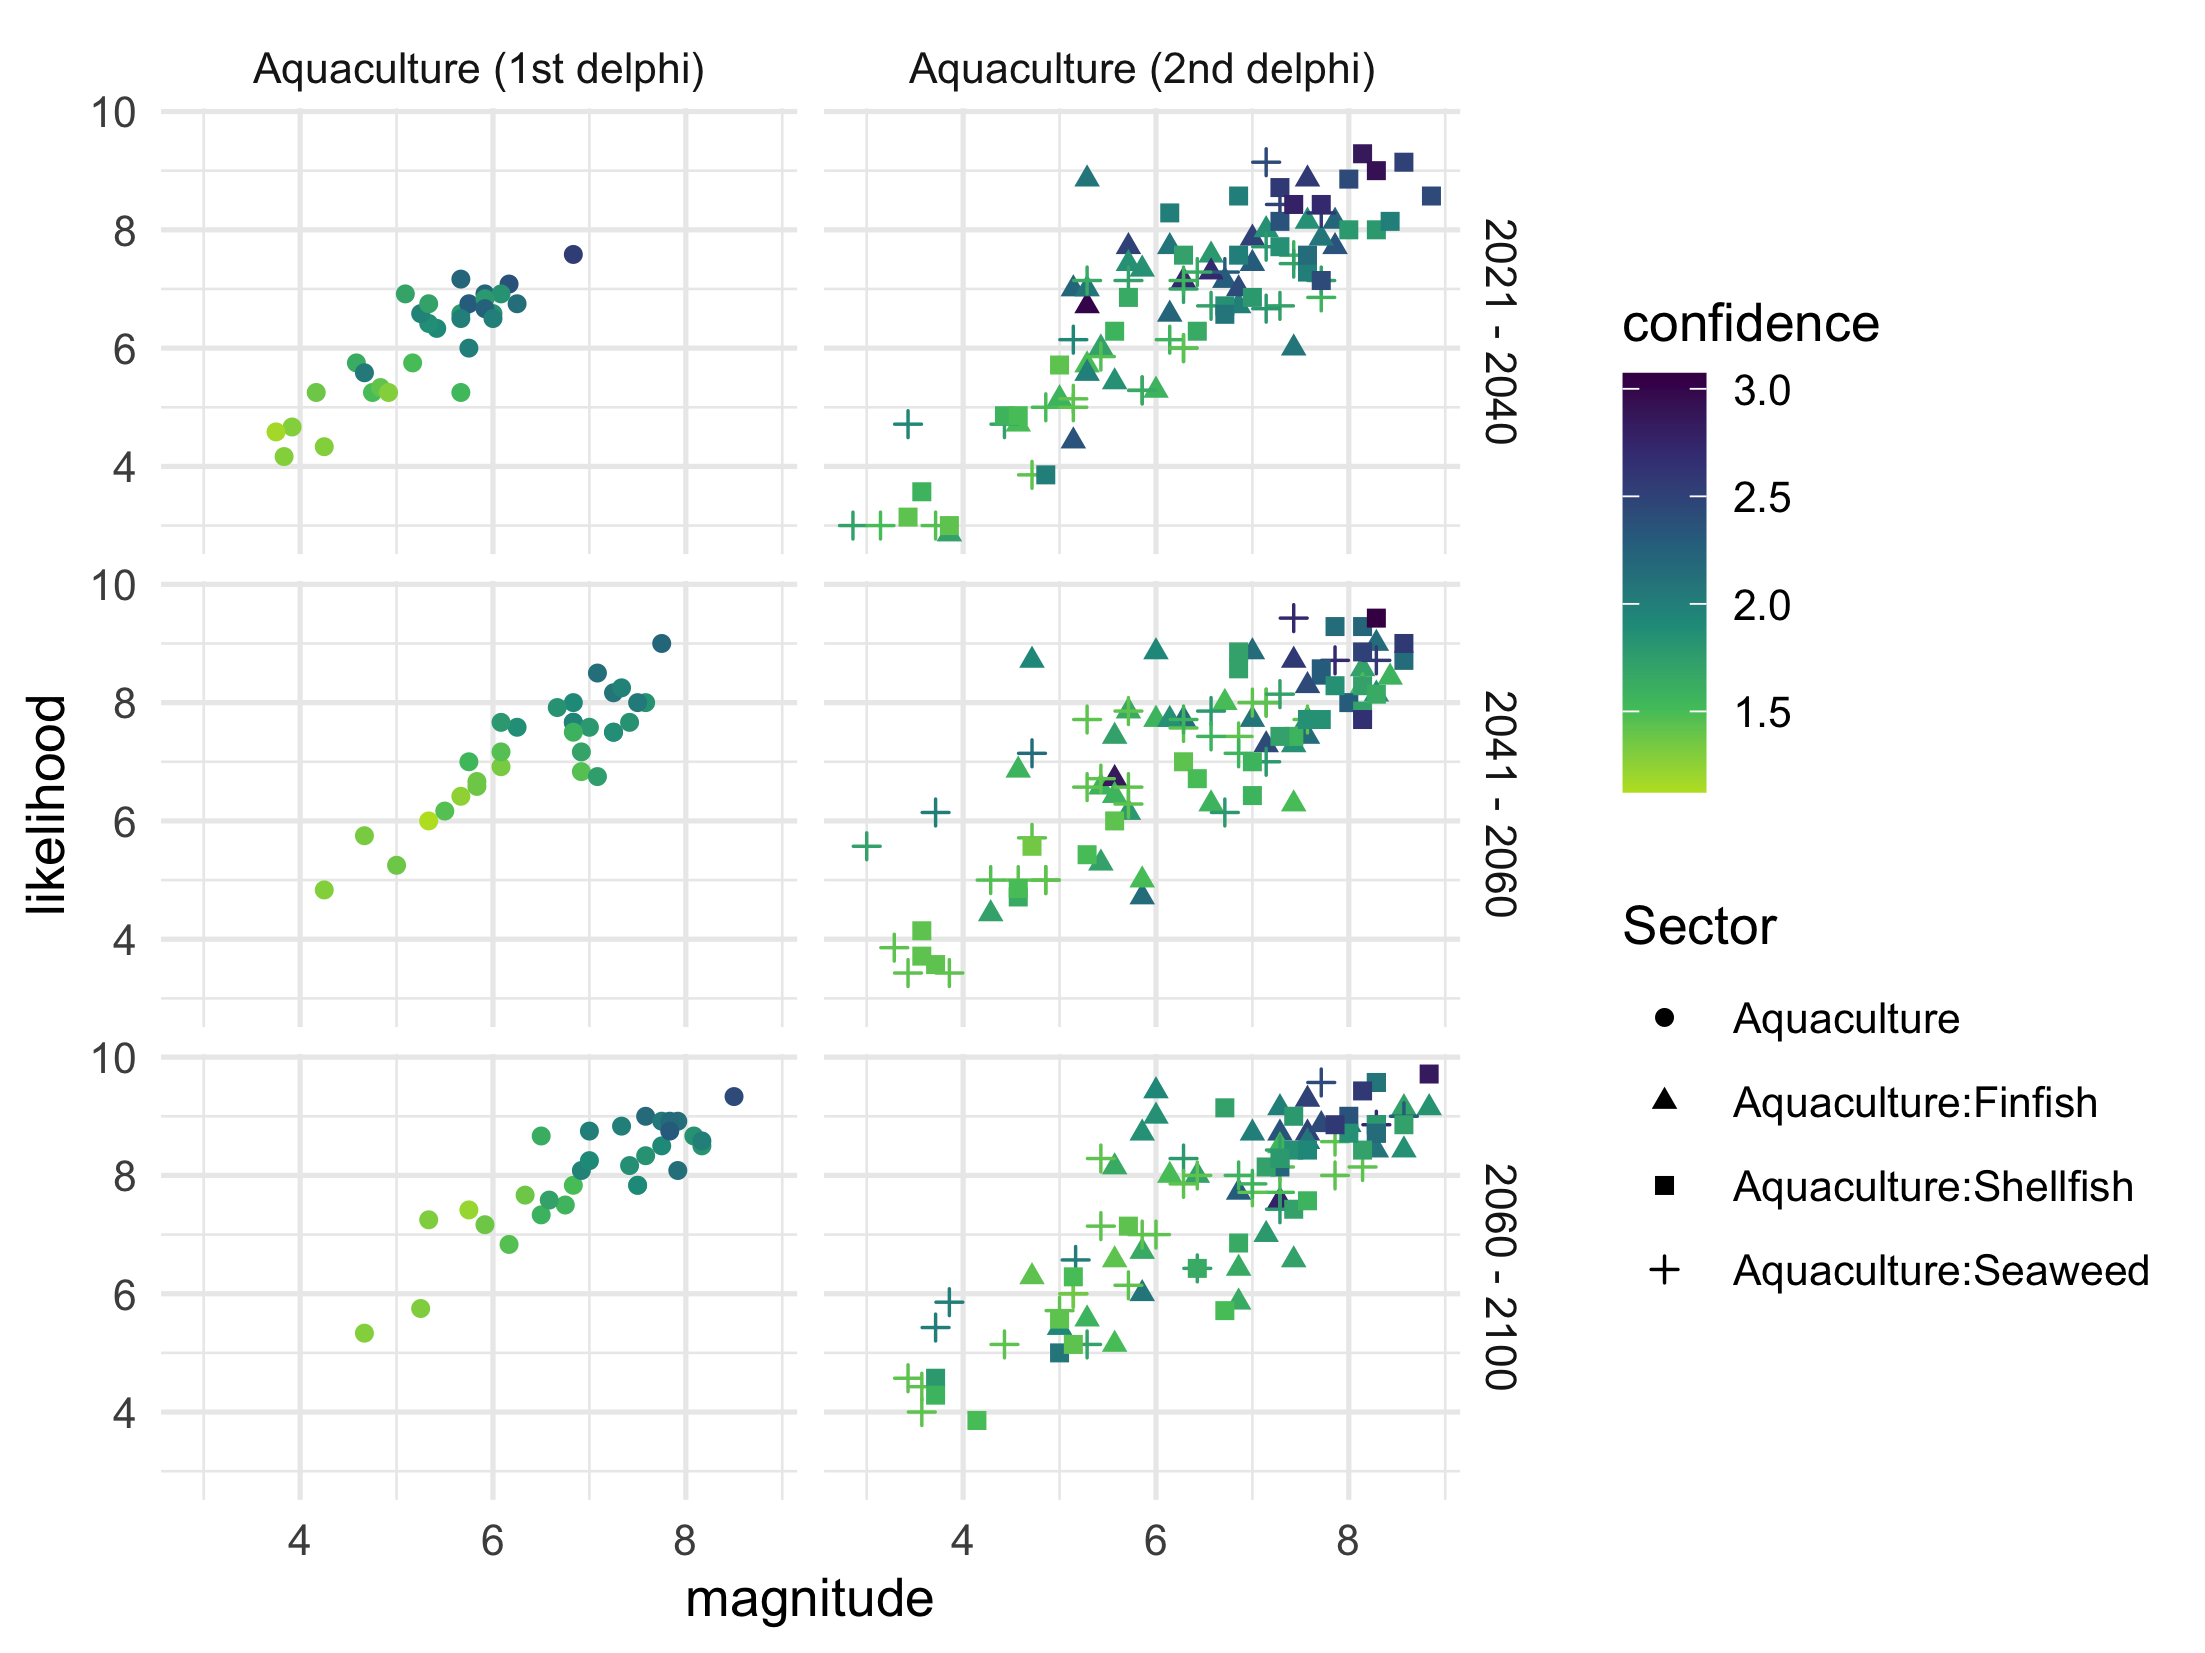 Aquaculture (1st delphi)
Aquaculture (2nd delphi)
10
8
6
4
2021 - 2040
10
8
6
4
2041 - 2060
10
8
6
4
2060 - 2100
likelihood
4
6
8
4
6
8
magnitude
confidence
3.0
2.5
2.0
1.5
Sector
Aquaculture
Aquaculture:Finfish
Aquaculture:Shellfish
Aquaculture:Seaweed